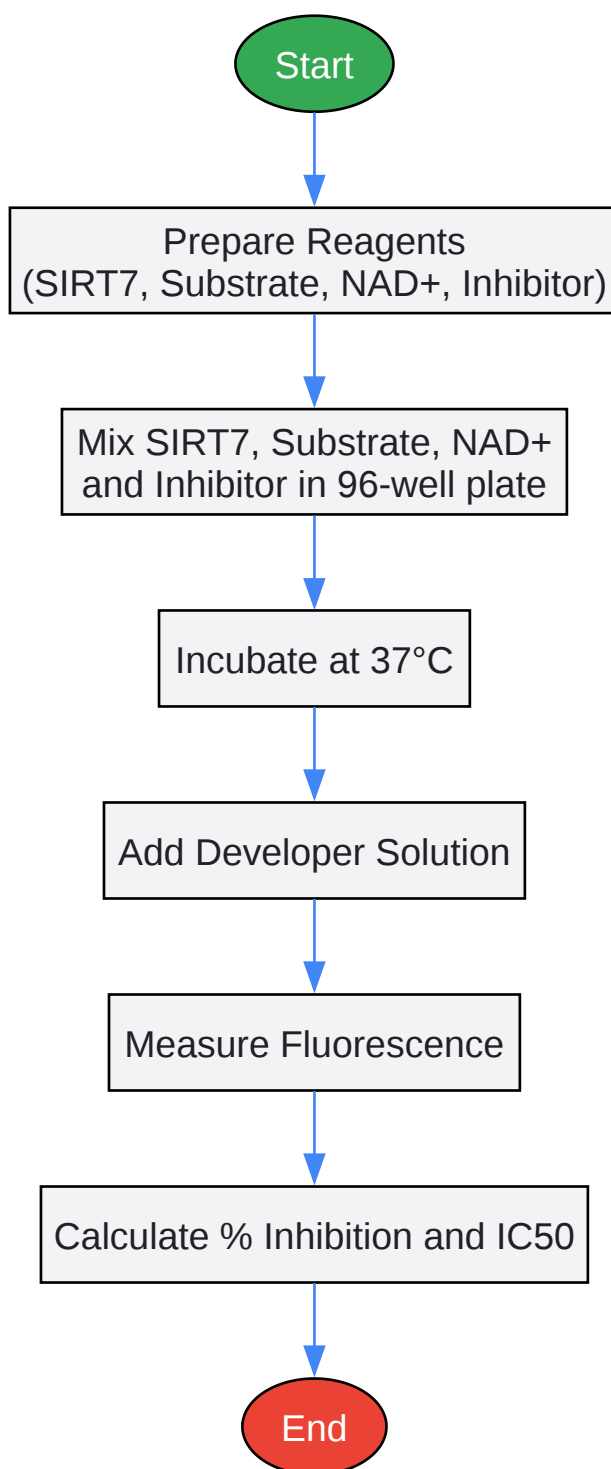 Start
Prepare Reagents
(SIRT7, Substrate, NAD+, Inhibitor)
Mix SIRT7, Substrate, NAD+
and Inhibitor in 96-well plate
Incubate at 37°C
Add Developer Solution
Measure Fluorescence
Calculate % Inhibition and IC50
End